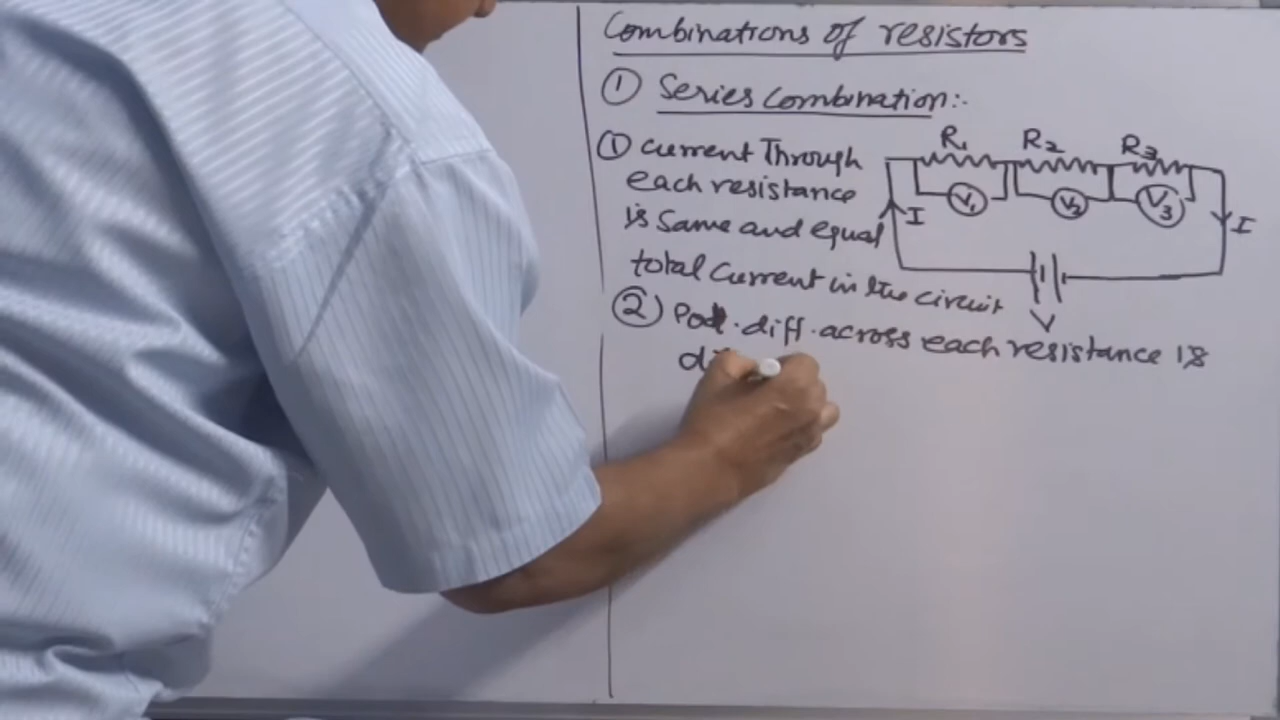 Combinations of resistors
① Series Combination:-
① Current Through
each resistance
is same and equal
total current in the circuit
② Pot. diff. across each resistance is
R₁ R₂ R₃
V₁ V₂ V₃
I I
V